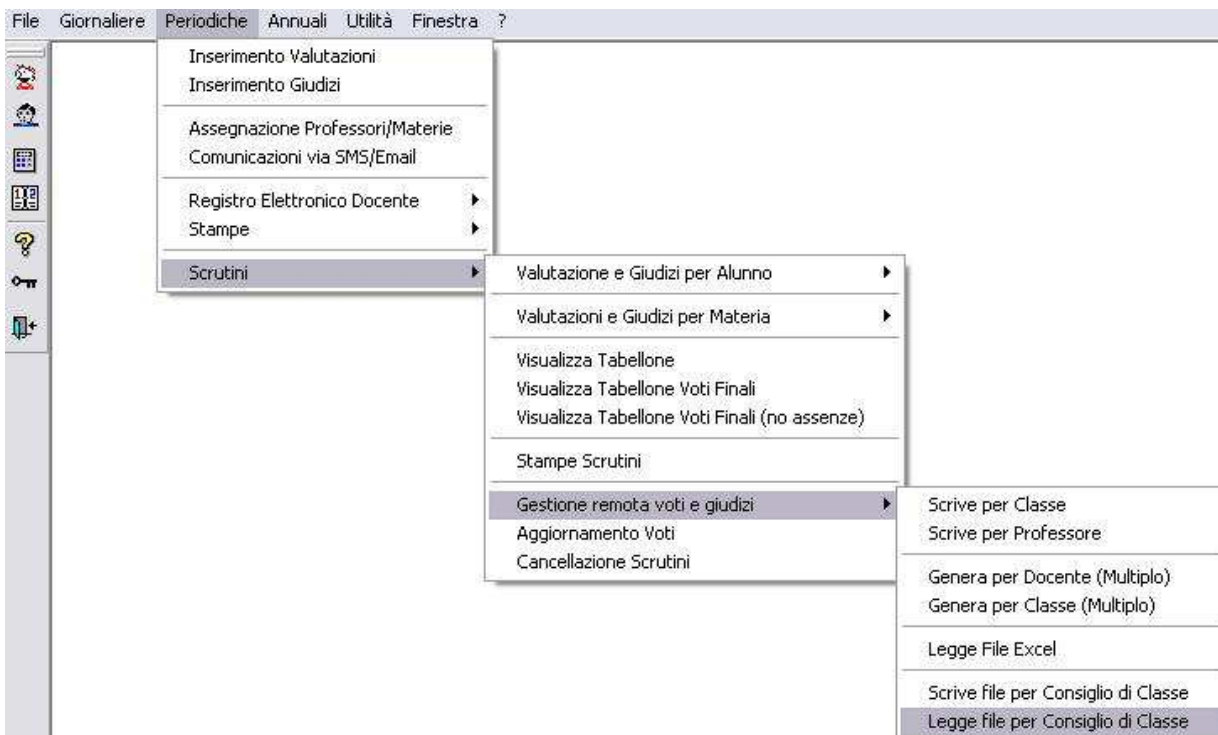 File Giornaliere Periodiche Annuali Utilità Finestra ?
Inserimento Valutazioni
Inserimento Giudizi
Assegnazione Professori/Materie
Comunicazioni via SMS/Email
Registro Elettronico Docente
Stampe
Scrutini
Valutazione e Giudizi per Alunno
Valutazioni e Giudizi per Materia
Visualizza Tabellone
Visualizza Tabellone Voti Finali
Visualizza Tabellone Voti Finali (no assenze)
Stampe Scrutini
Gestione remota voti e giudizi
Aggiornamento Voti
Cancellazione Scrutini
Scrive per Classe
Scrive per Professore
Genera per Docente (Multiplo)
Genera per Classe (Multiplo)
Legge File Excel
Scrive file per Consiglio di Classe
Legge file per Consiglio di Classe